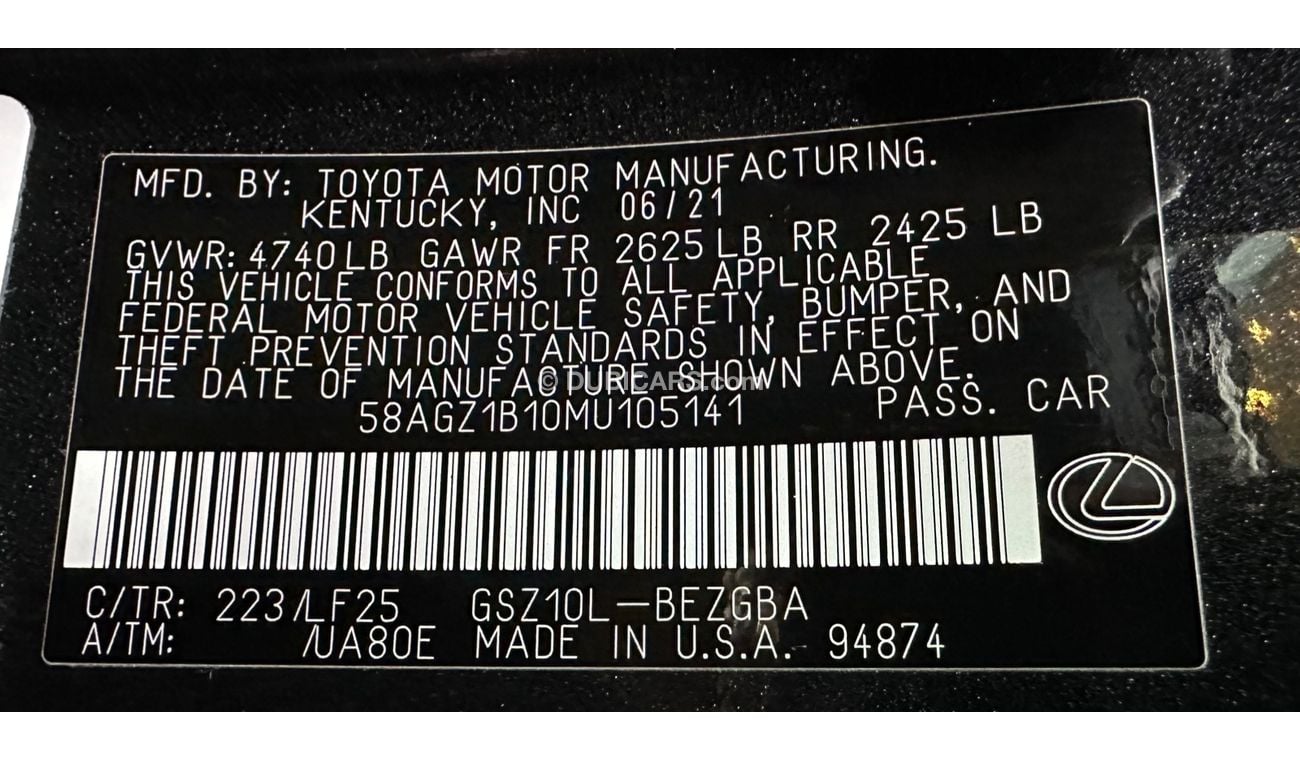 MFD. BY: TOYOTA MOTOR MANUFACTURING.
KENTUCKY, INC 06/21
GVWR: 4740LB GAWR FR 2625LB RR 2425 LB
THIS VEHICLE CONFORMS TO ALL APPLICABLE
FEDERAL MOTOR VEHICLE SAFETY, BUMPER, AND
THEFT PREVENTION STANDARDS IN EFFECT ON
THE DATE OF MANUFACTURE SHOWN ABOVE.
© DUBICARS.com
58AGZ1B10MU105141 PASS. CAR
C/TR: 223/LF25 GSZ10L-BEZGBA
A/TM: /UA80E MADE IN U.S.A. 94874